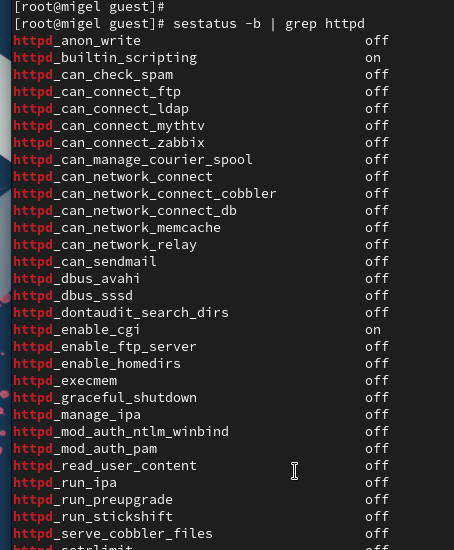 [root@migel guest]#
[root@migel guest]# sestatus -b | grep httpd
httpd_anon_write off
httpd_builtin_scripting on
httpd_can_check_spam off
httpd_can_connect_ftp off
httpd_can_connect_ldap off
httpd_can_connect_mythtv off
httpd_can_connect_zabbix off
httpd_can_manage_courier_spool off
httpd_can_network_connect off
httpd_can_network_connect_cobbler off
httpd_can_network_connect_db off
httpd_can_network_memcache off
httpd_can_network_relay off
httpd_can_sendmail off
httpd_dbus_avahi off
httpd_dbus_sssd off
httpd_dontaudit_search_dirs off
httpd_enable_cgi on
httpd_enable_ftp_server off
httpd_enable_homedirs off
httpd_execmem off
httpd_graceful_shutdown off
httpd_manage_ipa off
httpd_mod_auth_ntlm_winbind off
httpd_mod_auth_pam off
httpd_read_user_content off
httpd_run_ipa off
httpd_run_preupgrade off
httpd_run_stickshift off
httpd_serve_cobbler_files off